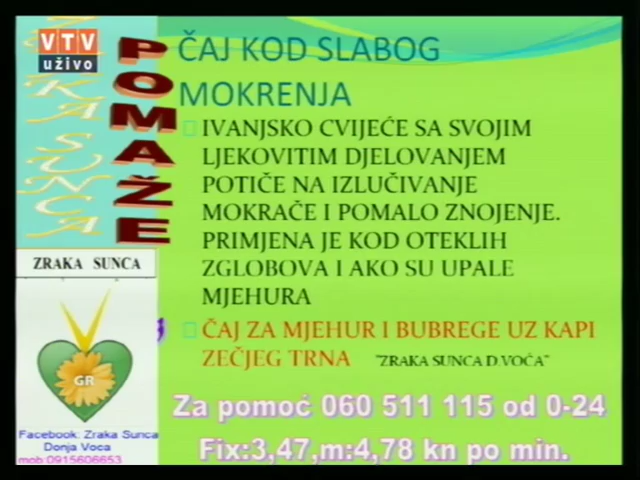 VTV
uživo
ZRAKA SUNCA
POMAŽE
ČAJ KOD SLABOG
MOKRENJA
IVANJSKO CVIJEĆE SA SVOJIM
LJEKOVITIM DJELOVANJEM
POTIČE NA IZLUČIVANJE
MOKRAČE I POMALO ZNOJENJE.
PRIMJENA JE KOD OTEKLIH
ZGLOBOVA I AKO SU UPALE
MJEHURA
ČAJ ZA MJEHUR I BUBREGE UZ KAPI
ZEČJEG TRNA "ZRAKA SUNCA D.VOĆA"
ZRAKA SUNCA
GR
Facebook: Zraka Sunca
Donja Voca
mob:0915606653
Za pomoć 060 511 115 od 0-24
Fix:3,47,m:4,78 kn po min.